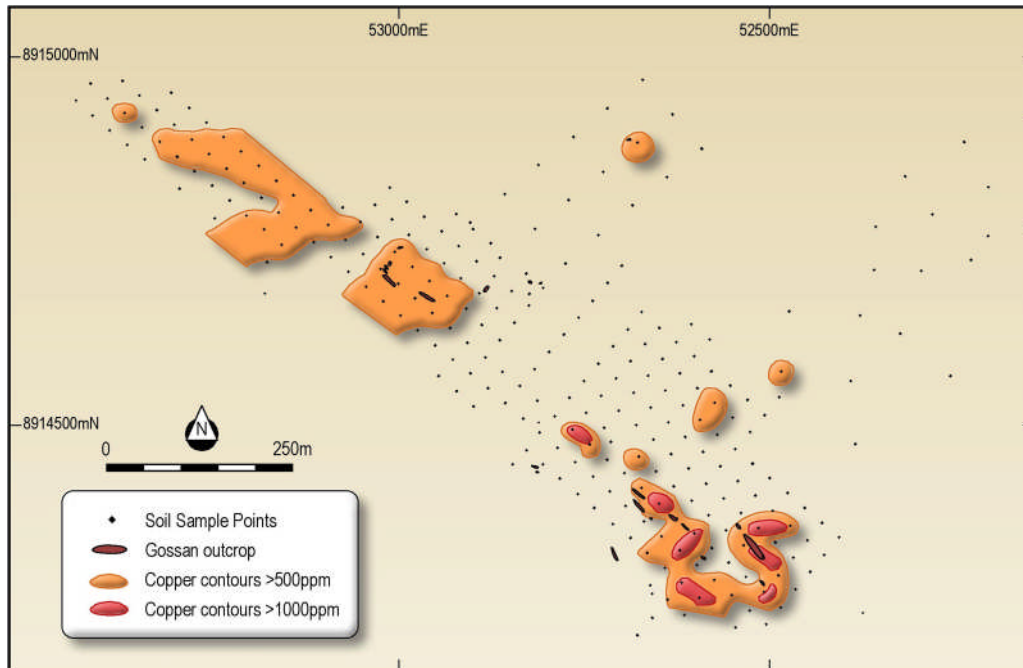 53000mE
52500mE
8915000mN
8914500mN
N
0
250m
Soil Sample Points
Gossan outcrop
Copper contours >500ppm
Copper contours >1000ppm